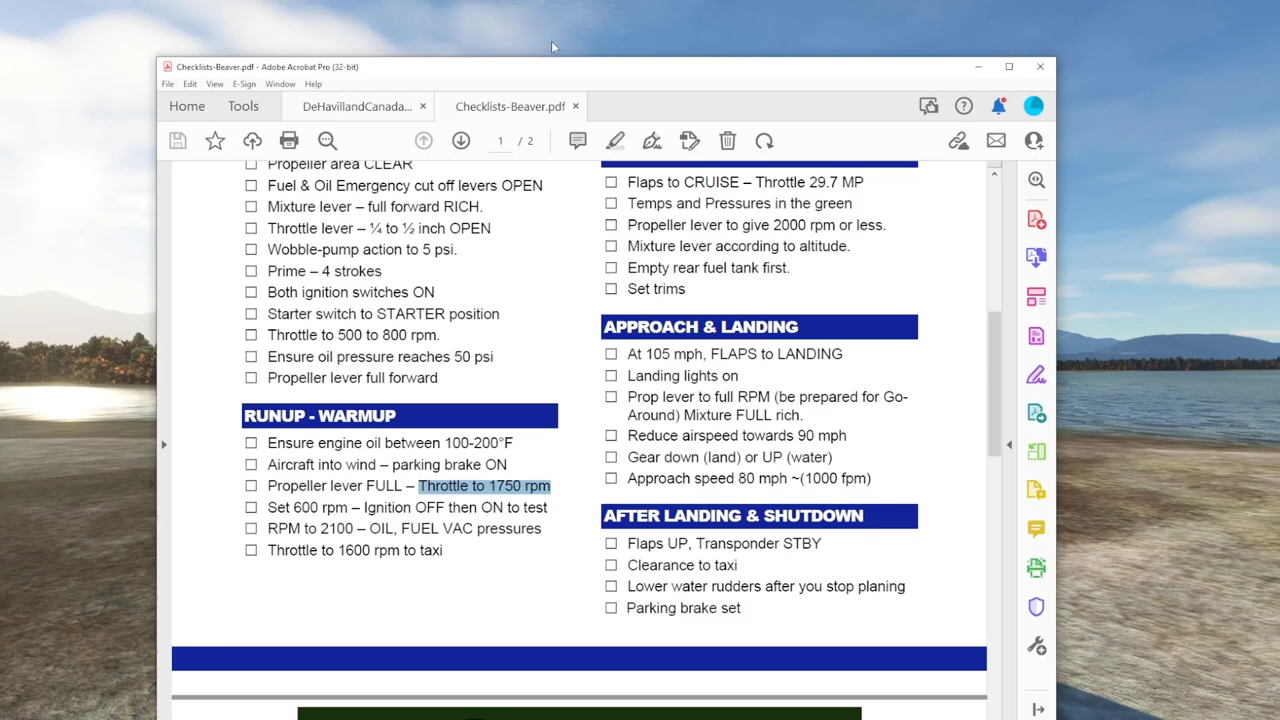 Checklists-Beaver.pdf - Adobe Acrobat Pro (32-bit)
File Edit View E-Sign Window Help
Home Tools DeHavillandCanada... × Checklists-Beaver.pdf ×
1 / 2
Propeller area CLEAR
Fuel & Oil Emergency cut off levers OPEN
Mixture lever – full forward RICH.
Throttle lever – ¼ to ½ inch OPEN
Wobble-pump action to 5 psi.
Prime – 4 strokes
Both ignition switches ON
Starter switch to STARTER position
Throttle to 500 to 800 rpm.
Ensure oil pressure reaches 50 psi
Propeller lever full forward
RUNUP - WARMUP
Ensure engine oil between 100-200°F
Aircraft into wind – parking brake ON
Propeller lever FULL – Throttle to 1750 rpm
Set 600 rpm – Ignition OFF then ON to test
RPM to 2100 – OIL, FUEL VAC pressures
Throttle to 1600 rpm to taxi
Flaps to CRUISE – Throttle 29.7 MP
Temps and Pressures in the green
Propeller lever to give 2000 rpm or less.
Mixture lever according to altitude.
Empty rear fuel tank first.
Set trims
APPROACH & LANDING
At 105 mph, FLAPS to LANDING
Landing lights on
Prop lever to full RPM (be prepared for Go-
Around) Mixture FULL rich.
Reduce airspeed towards 90 mph
Gear down (land) or UP (water)
Approach speed 80 mph ~(1000 fpm)
AFTER LANDING & SHUTDOWN
Flaps UP, Transponder STBY
Clearance to taxi
Lower water rudders after you stop planing
Parking brake set